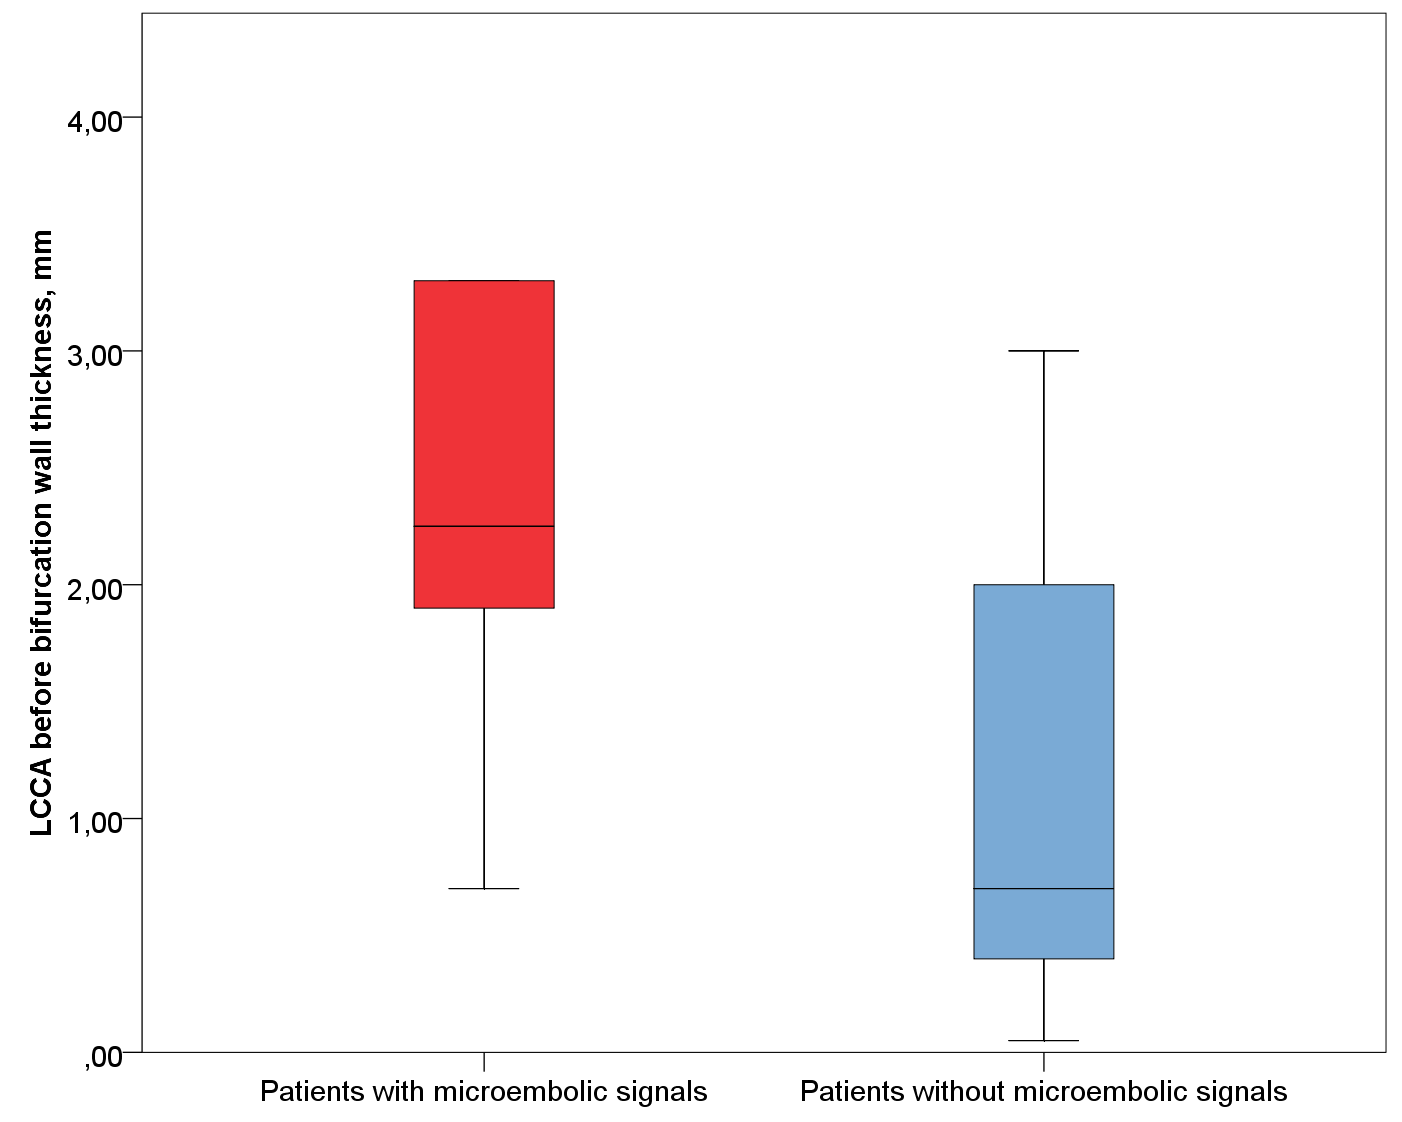 LCCA before bifurcation wall thickness, mm
4,00
3,00
2,00
1,00
,00
Patients with microembolic signals
Patients without microembolic signals